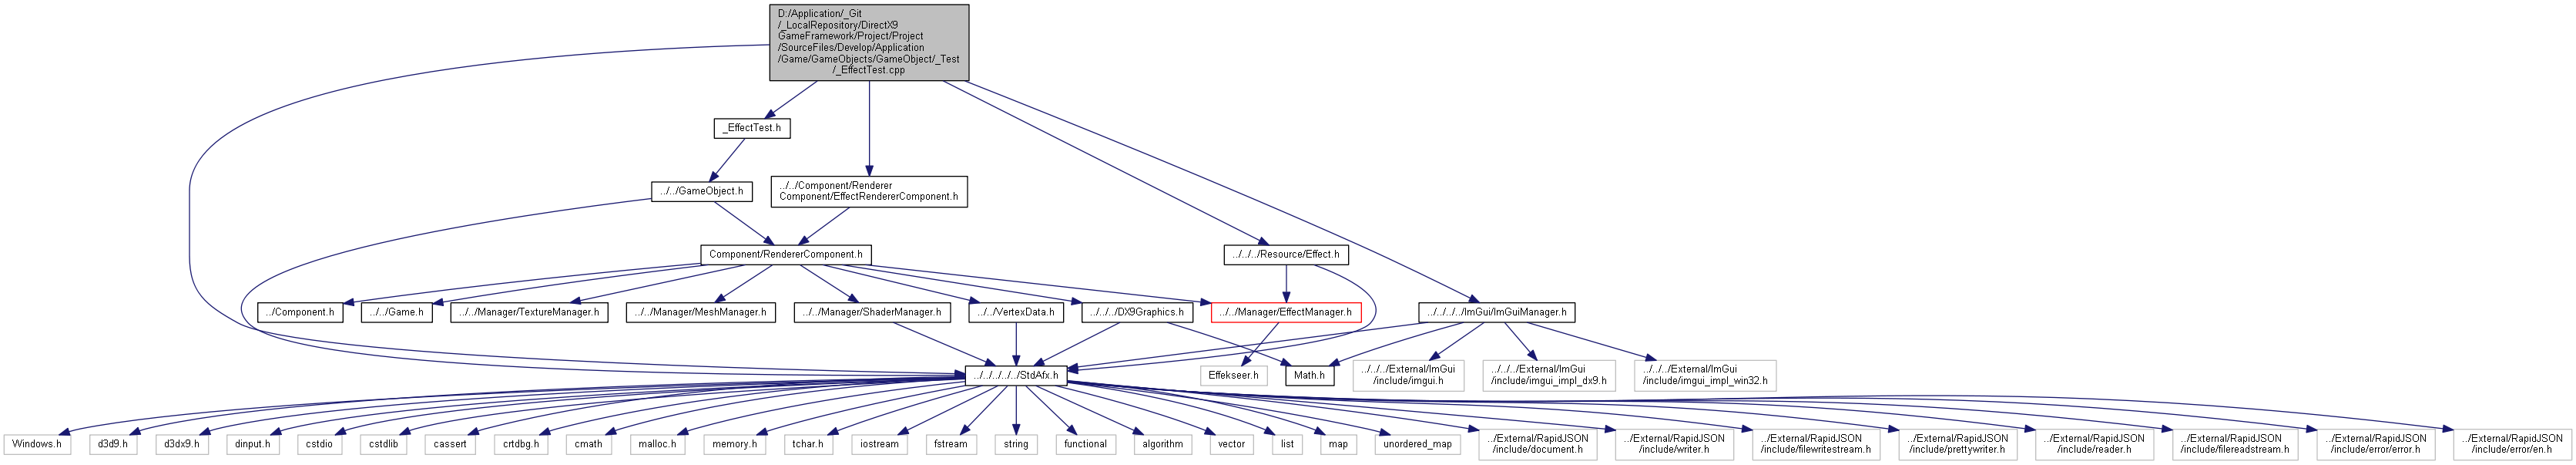 D:/Application/_Git
/_LocalRepository/DirectX9
GameFramework/Project/Project
/SourceFiles/Develop/Application
/Game/GameObjects/GameObject/_Test
/_EffectTest.cpp
_EffectTest.h
../../GameObject.h
../../Component/Renderer
Component/EffectRendererComponent.h
Component/RendererComponent.h
../../../Resource/Effect.h
../Component.h
../../Game.h
../../Manager/TextureManager.h
../../Manager/MeshManager.h
../../Manager/ShaderManager.h
../../VertexData.h
../../../DX9Graphics.h
../../Manager/EffectManager.h
../../../../ImGui/ImGuiManager.h
../../../../../StdAfx.h
Effekseer.h
Math.h
../../../External/ImGui
/include/imgui.h
../../../External/ImGui
/include/imgui_impl_dx9.h
../../../External/ImGui
/include/imgui_impl_win32.h
Windows.h
d3d9.h
d3dx9.h
dinput.h
cstdio
cstdlib
cassert
crtdbg.h
cmath
malloc.h
memory.h
tchar.h
iostream
fstream
string
functional
algorithm
vector
list
map
unordered_map
../External/RapidJSON
/include/document.h
../External/RapidJSON
/include/writer.h
../External/RapidJSON
/include/filewritestream.h
../External/RapidJSON
/include/prettywriter.h
../External/RapidJSON
/include/reader.h
../External/RapidJSON
/include/filereadstream.h
../External/RapidJSON
/include/error/error.h
../External/RapidJSON
/include/error/en.h